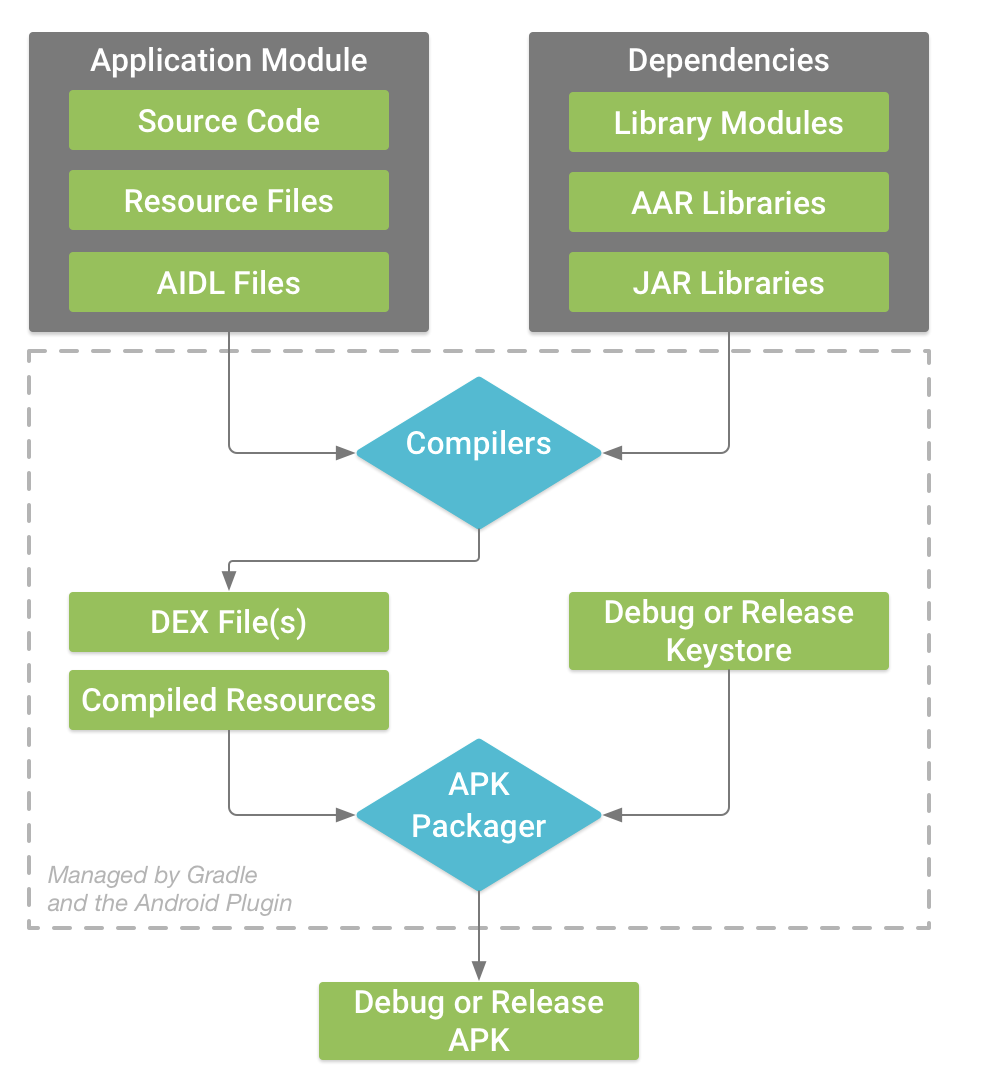 Application Module
Source Code
Resource Files
AIDL Files
Dependencies
Library Modules
AAR Libraries
JAR Libraries
Compilers
DEX File(s)
Compiled Resources
Debug or Release
Keystore
APK
Packager
Managed by Gradle
and the Android Plugin
Debug or Release
APK